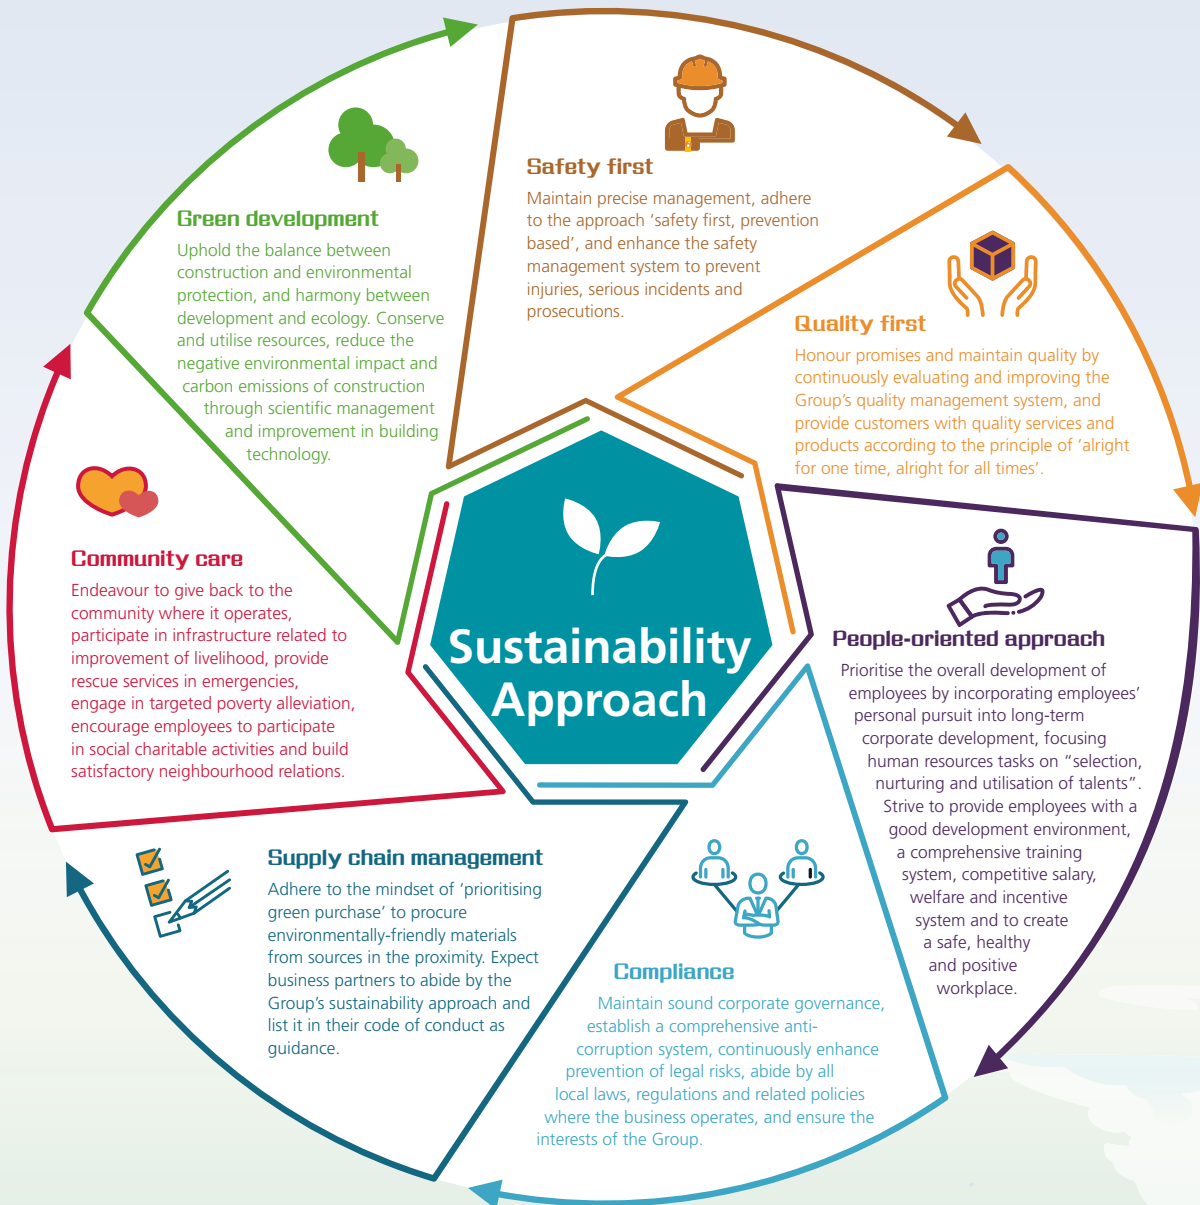 Safety first
Maintain precise management, adhere
to the approach ‘safety first, prevention
based’, and enhance the safety
management system to prevent
injuries, serious incidents and
prosecutions.
Quality first
Honour promises and maintain quality by
continuously evaluating and improving the
Group’s quality management system, and
provide customers with quality services and
products according to the principle of ‘alright
for one time, alright for all times’.
People-oriented approach
Prioritise the overall development of
employees by incorporating employees’
personal pursuit into long-term
corporate development, focusing
human resources tasks on “selection,
nurturing and utilisation of talents”.
Strive to provide employees with a
good development environment,
a comprehensive training
system, competitive salary,
welfare and incentive
system and to create
a safe, healthy
and positive
workplace.
Compliance
Maintain sound corporate governance,
establish a comprehensive anti-
corruption system, continuously enhance
prevention of legal risks, abide by all
local laws, regulations and related policies
where the business operates, and ensure the
interests of the Group.
Supply chain management
Adhere to the mindset of ‘prioritising
green purchase’ to procure
environmentally-friendly materials
from sources in the proximity. Expect
business partners to abide by the
Group’s sustainability approach and
list it in their code of conduct as
guidance.
Community care
Endeavour to give back to the
community where it operates,
participate in infrastructure related to
improvement of livelihood, provide
rescue services in emergencies,
engage in targeted poverty alleviation,
encourage employees to participate
in social charitable activities and build
satisfactory neighbourhood relations.
Green development
Uphold the balance between
construction and environmental
protection, and harmony between
development and ecology. Conserve
and utilise resources, reduce the
negative environmental impact and
carbon emissions of construction
through scientific management
and improvement in building
technology.
Sustainability
Approach